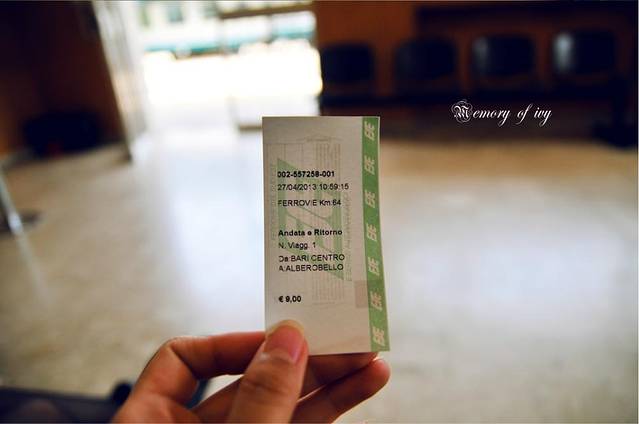 Memory of ivy
002-557258-001
27/04/2013 10:59:15
FERROVIE Km:64
Andata e Ritorno
N. Viagg. 1
Da:BARI CENTRO
A:ALBEROBELLO
€ 9,00